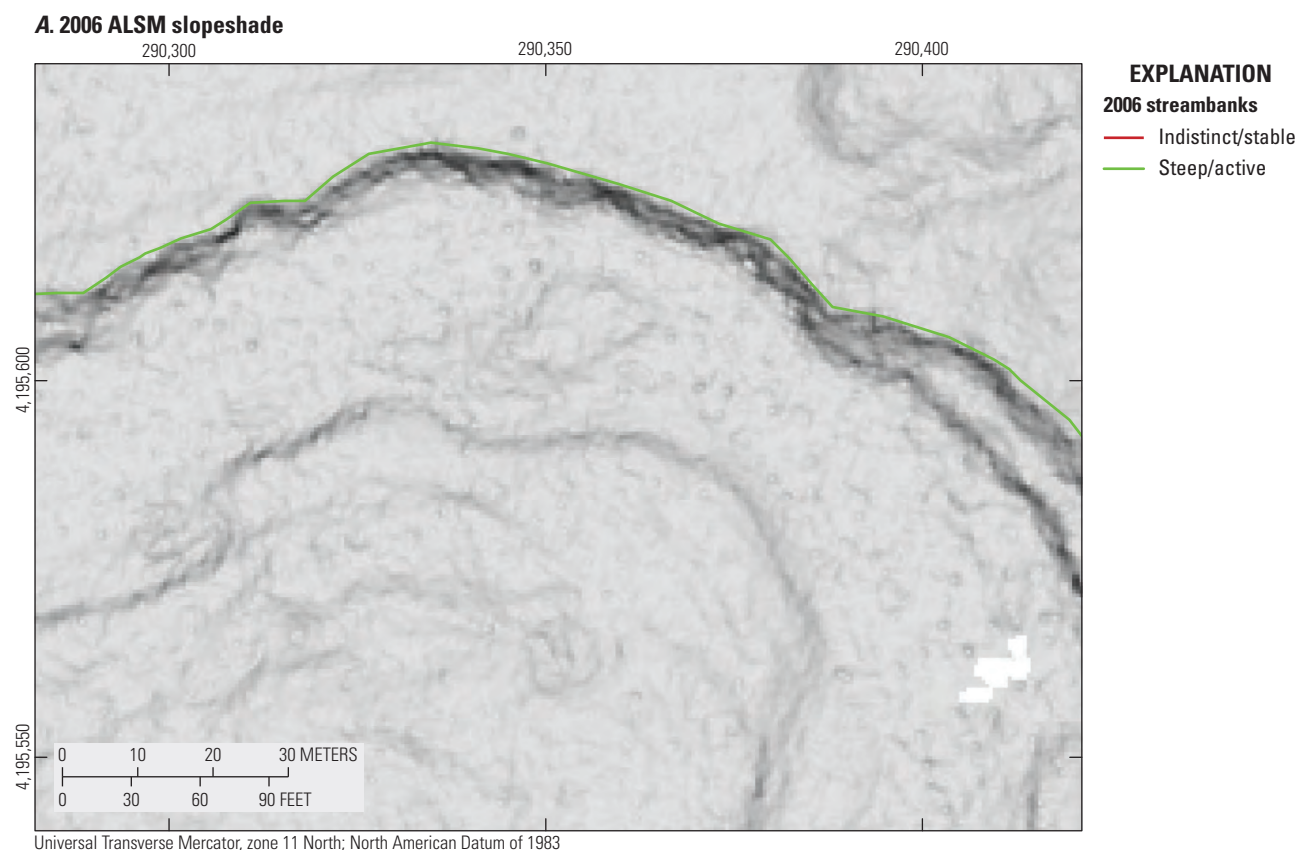 A. 2006 ALSM slopeshade
290,300 290,350 290,400
EXPLANATION
2006 streambanks
Indistinct/stable
Steep/active
4,195,600
4,195,550
0 10 20 30 METERS
0 30 60 90 FEET
Universal Transverse Mercator, zone 11 North; North American Datum of 1983